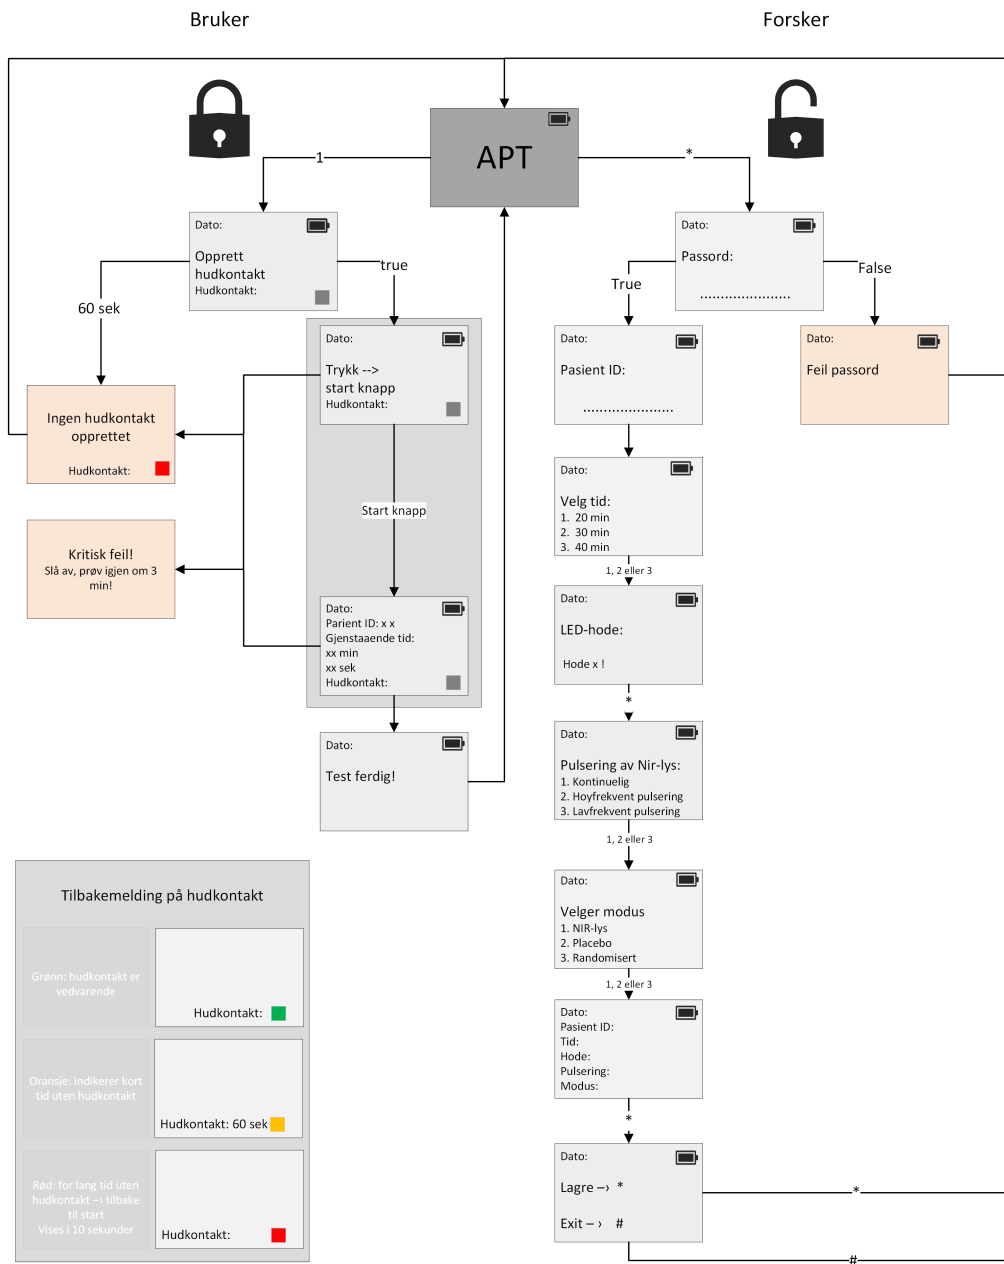 Bruker
Forsker
APT
1
*
Dato:
Opprett
hudkontakt
Hudkontakt:
60 sek
true
Ingen hudkontakt
opprettet
Hudkontakt:
Kritisk feil!
Slå av, prøv igjen om 3
min!
Dato:
Trykk -->
start knapp
Hudkontakt:
Start knapp
Dato:
Parient ID: x x
Gjenstaaende tid:
xx min
xx sek
Hudkontakt:
Dato:
Test ferdig!
Dato:
Passord:
.......................
True
False
Dato:
Feil passord
Dato:
Pasient ID:
.......................
Dato:
Velg tid:
1. 20 min
2. 30 min
3. 40 min
1, 2 eller 3
Dato:
LED-hode:
Hode x !
*
Dato:
Pulsering av Nir-lys:
1. Kontinuelig
2. Hoyfrekvent pulsering
3. Lavfrekvent pulsering
1, 2 eller 3
Dato:
Velger modus
1. NIR-lys
2. Placebo
3. Randomisert
1, 2 eller 3
Dato:
Pasient ID:
Tid:
Hode:
Pulsering:
Modus:
*
Dato:
Lagre –› *
Exit – › #
*
#
Tilbakemelding på hudkontakt
Grønn: hudkontakt er
vedvarende
Hudkontakt:
Oransje: indikerer kort
tid uten hudkontakt
Hudkontakt: 60 sek
Rød: for lang tid uten
hudkontakt –› tilbake
til start
Vises i 10 sekunder
Hudkontakt: